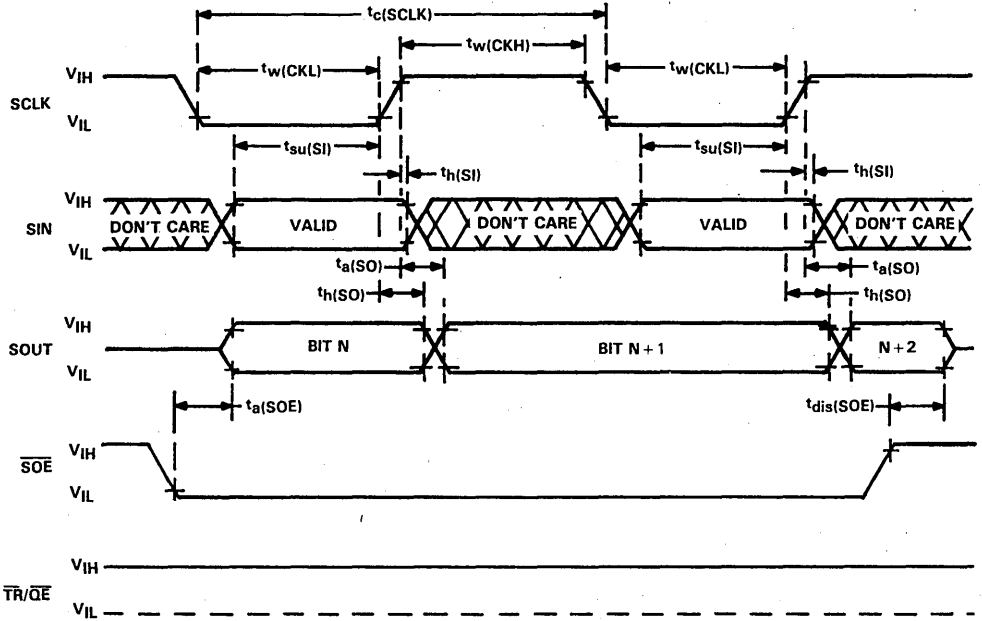 tc(SCLK)
tw(CKH)
tw(CKL)
tw(CKL)
VIH
SCLK
VIL
tsu(SI)
tsu(SI)
th(SI)
th(SI)
VIH
SIN
DON'T CARE
VALID
DON'T CARE
VALID
DON'T CARE
VIL
ta(SO)
ta(SO)
th(SO)
th(SO)
VIH
SOUT
BIT N
BIT N + 1
N + 2
VIL
ta(SOE)
tdis(SOE)
VIH
SOE
VIL
VIH
TR/QE
VIL